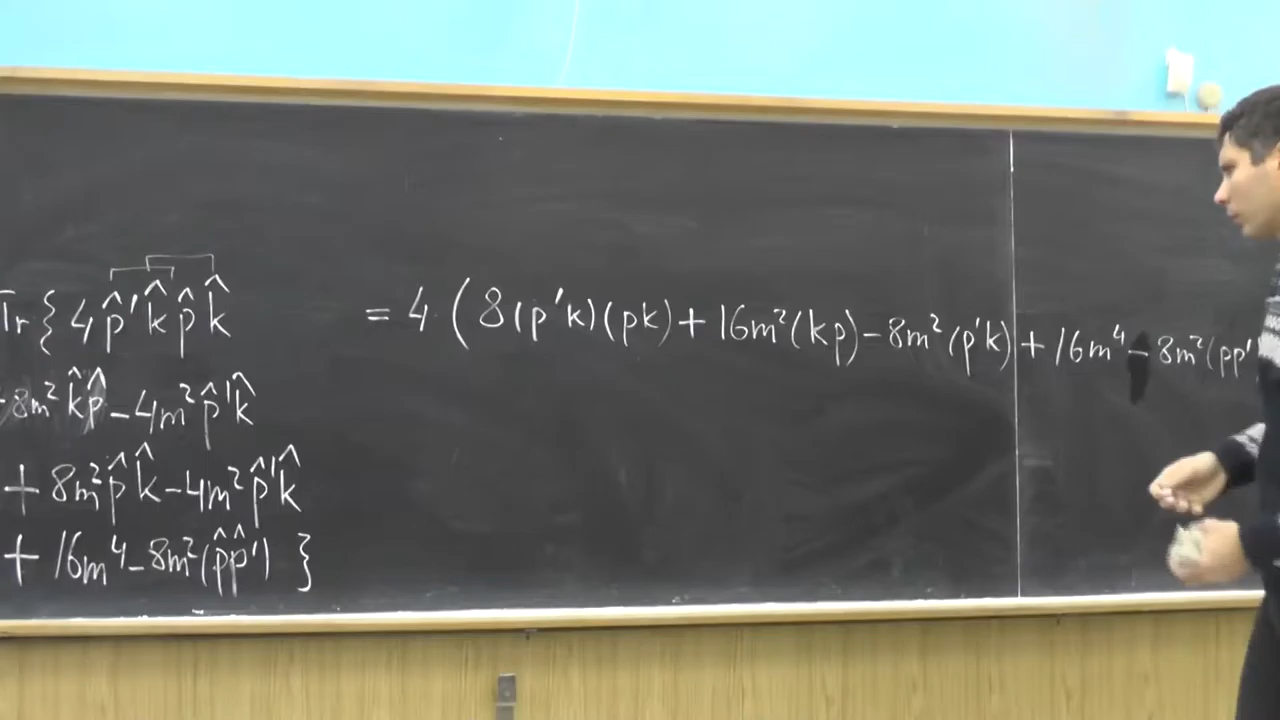 Tr { 4 p̂' k̂ p̂ k̂
8m² k̂p̂ - 4m² p̂'k̂
+ 8m² p̂k̂ - 4m² p̂'k̂
+ 16m⁴ - 8m² (p̂p̂') }
= 4 ( 8 (p'k)(pk) + 16m² (kp) - 8m² (p'k) + 16m⁴ - 8m² (pp'